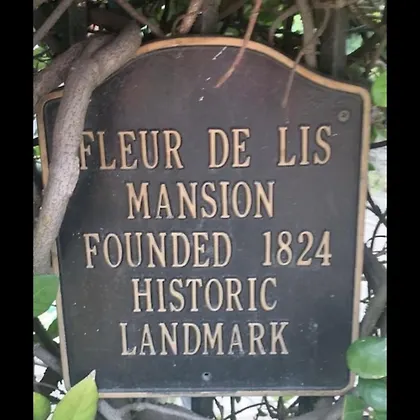 FLEUR DE LIS
MANSION
FOUNDED 1824
HISTORIC
LANDMARK